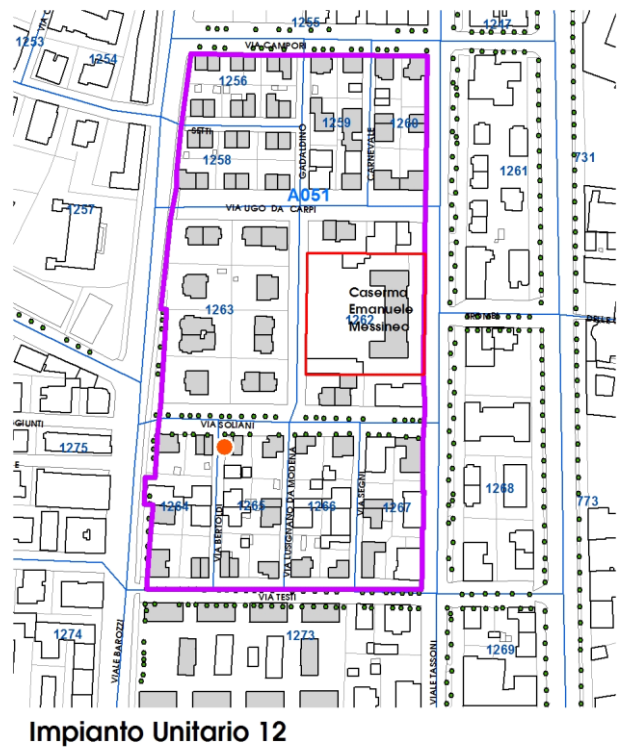 1255
1247
VIA CAMPORI
1253
1254
1256
SETTI
1258
GADALDINO
1259
CARNEVALE
1260
1261
731
1257
A051
VIA UGO DA CARPI
1263
Caserma
Emanuele
1262
Messineo
GIUNTI
1275
VIA SOLIANI
1264
VIA BERTOLDI
1265
VIA LUSIGNANO DA MODENA
1266
VIA SEGNI
1267
1268
773
VIA TESTI
1274
VIALE BAROZZI
1273
VIALE TASSONI
1269
Impianto Unitario 12